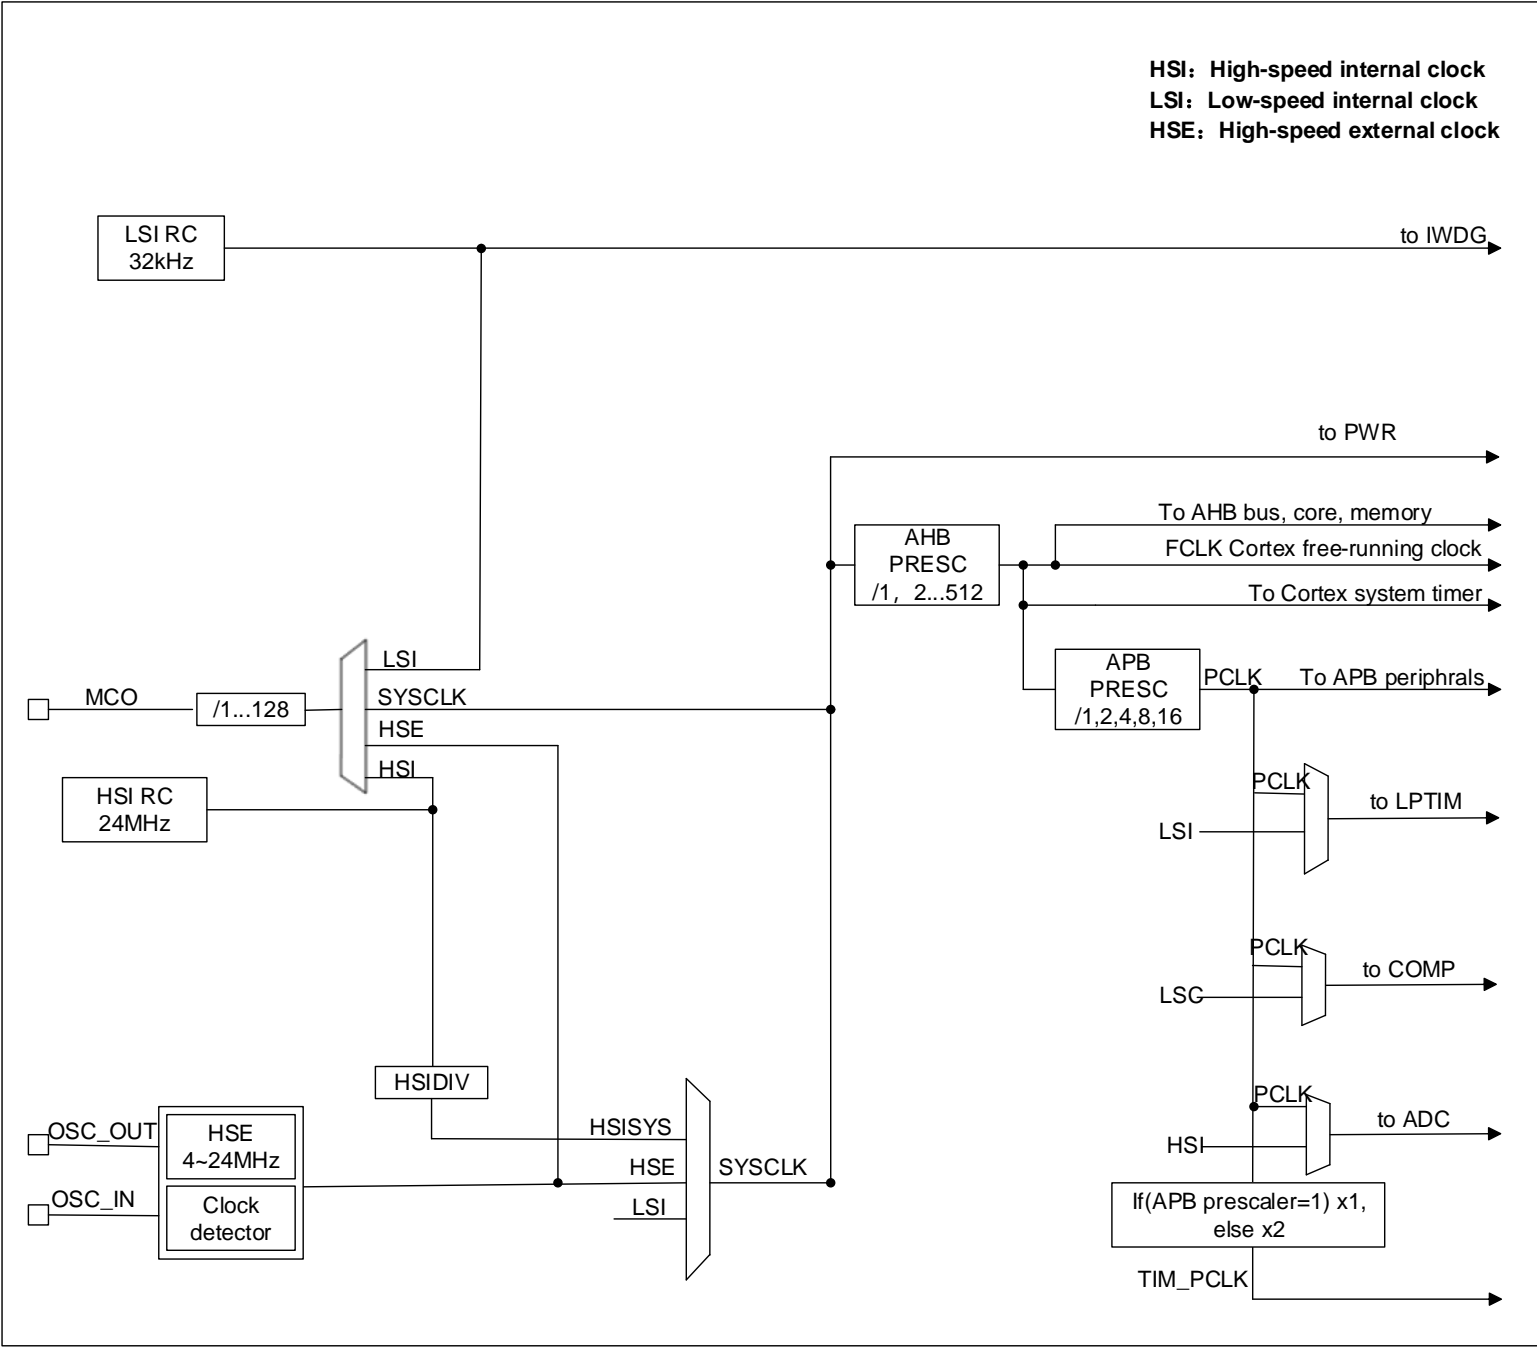 HSI：High-speed internal clock
LSI：Low-speed internal clock
HSE：High-speed external clock
LSI RC
32kHz
to IWDG
to PWR
To AHB bus, core, memory
AHB
PRESC
/1，2...512
FCLK Cortex free-running clock
To Cortex system timer
LSI
APB
PRESC
/1,2,4,8,16
PCLK
To APB periphrals
MCO
/1...128
SYSCLK
HSE
HSI
HSI RC
24MHz
PCLK
to LPTIM
LSI
PCLK
to COMP
LSC
HSIDIV
PCLK
to ADC
HSI
OSC_OUT
HSE
4~24MHz
HSISYS
HSE
SYSCLK
OSC_IN
Clock
detector
LSI
If(APB prescaler=1) x1,
else x2
TIM_PCLK